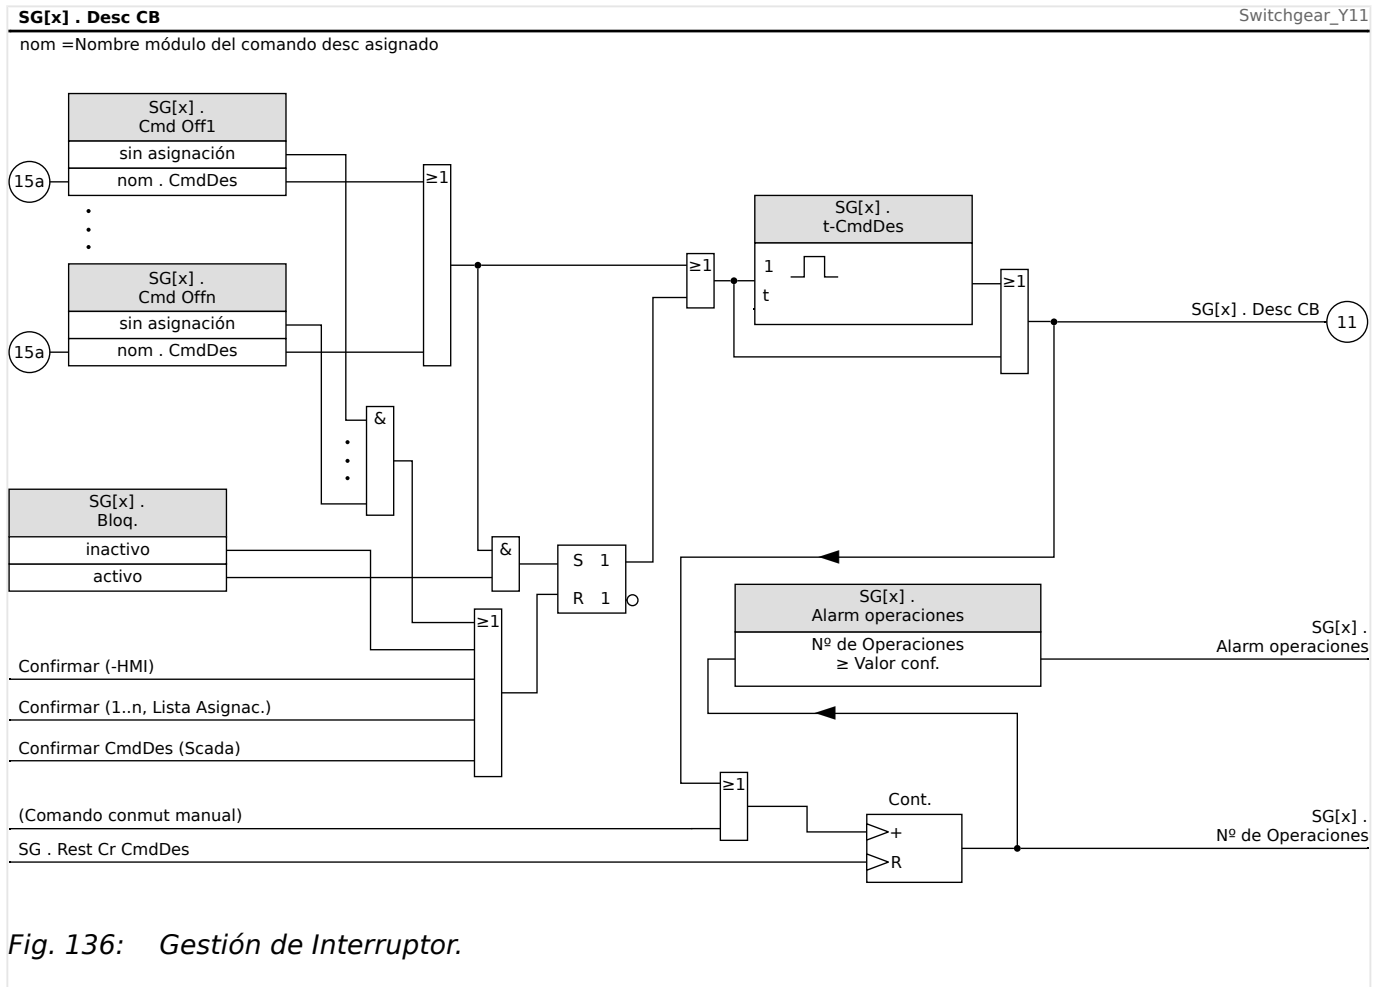 SG[x] . Desc CB
Switchgear_Y11
nom =Nombre módulo del comando desc asignado
SG[x] .
Cmd Off1
sin asignación
15a
nom . CmdDes
≥1
SG[x] .
t-CmdDes
1
t
SG[x] .
Cmd Offn
sin asignación
15a
nom . CmdDes
≥1
≥1
SG[x] . Desc CB
11
&
SG[x] .
Bloq.
inactivo
activo
&
S 1
R 1
≥1
SG[x] .
Alarm operaciones
Nº de Operaciones
≥ Valor conf.
SG[x] .
Alarm operaciones
Confirmar (-HMI)
Confirmar (1..n, Lista Asignac.)
Confirmar CmdDes (Scada)
≥1
(Comando conmut manual)
SG . Rest Cr CmdDes
Cont.
+
R
SG[x] .
Nº de Operaciones
Fig. 136: Gestión de Interruptor.